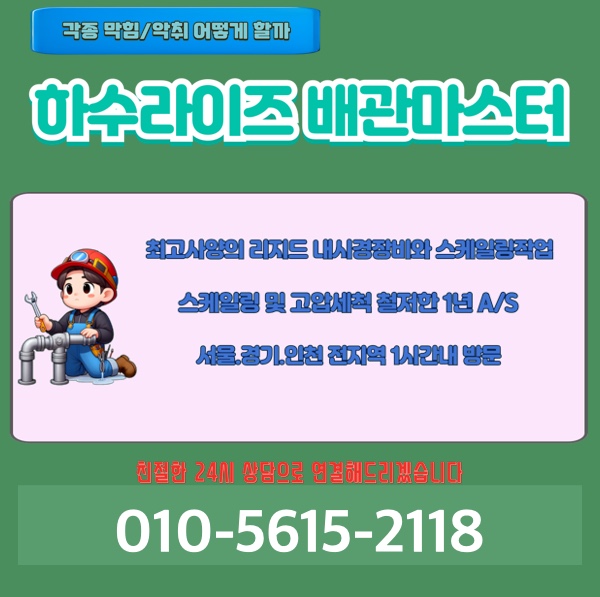 각종 막힘/악취 어떻게 할까
하수라이즈 배관마스터
최고사양의 리지드 내시경장비와 스케일링작업
스케일링 및 고압세척 철저한 1년 A/S
서울.경기.인천 전지역 1시간내 방문
친절한 24시 상담으로 연결해드리겠습니다
010-5615-2118